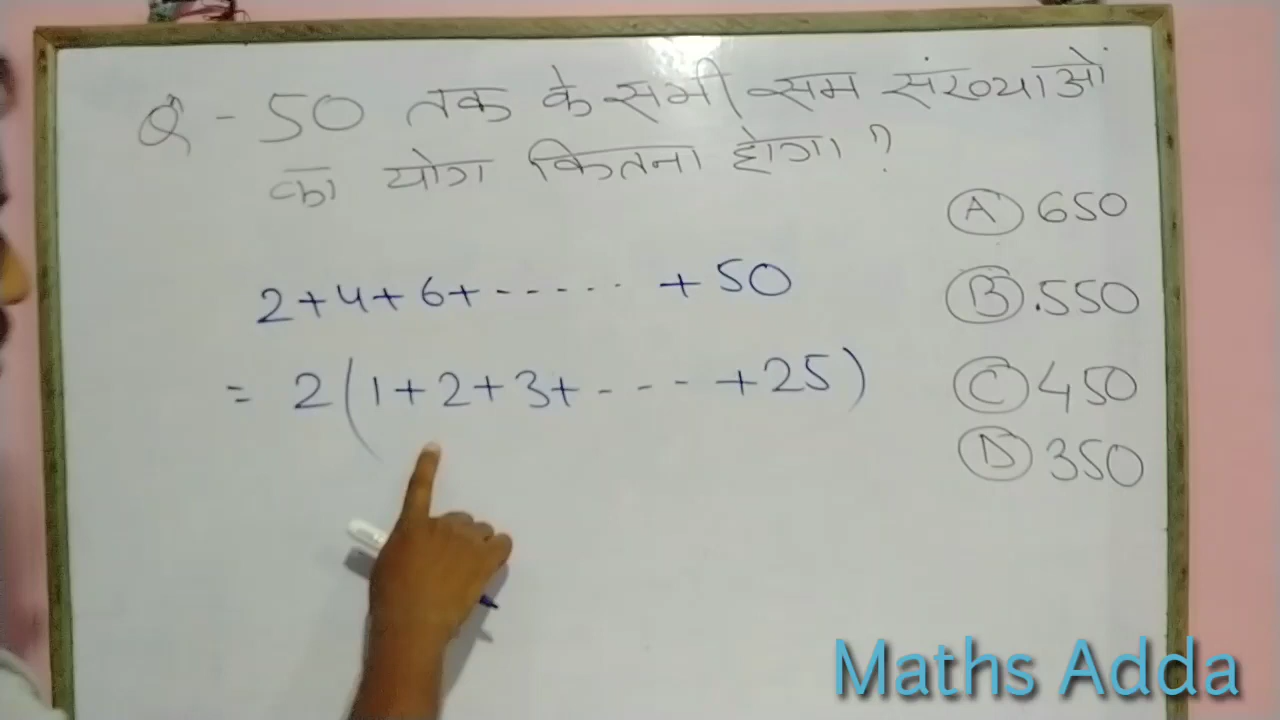 Q - 50 तक के सभी सम संख्याओं
का योग कितना होगा ?
(A) 650
2+4+6+ - - - - - . . + 50
(B) .550
= 2(1+2+3+ - - - - +25)
(C) 450
(D) 350
Maths Adda